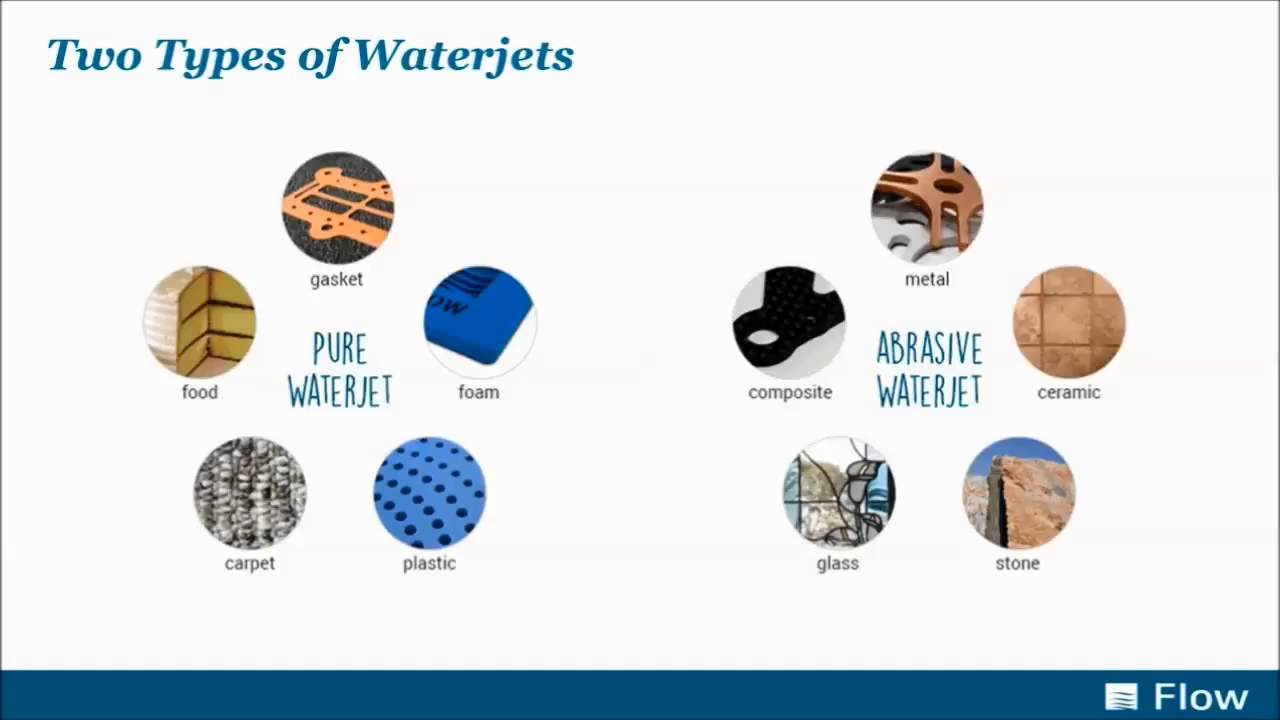 Two Types of Waterjets
gasket
food
PURE
WATERJET
OW
foam
carpet
plastic
metal
composite
ABRASIVE
WATERJET
ceramic
glass
stone
Flow